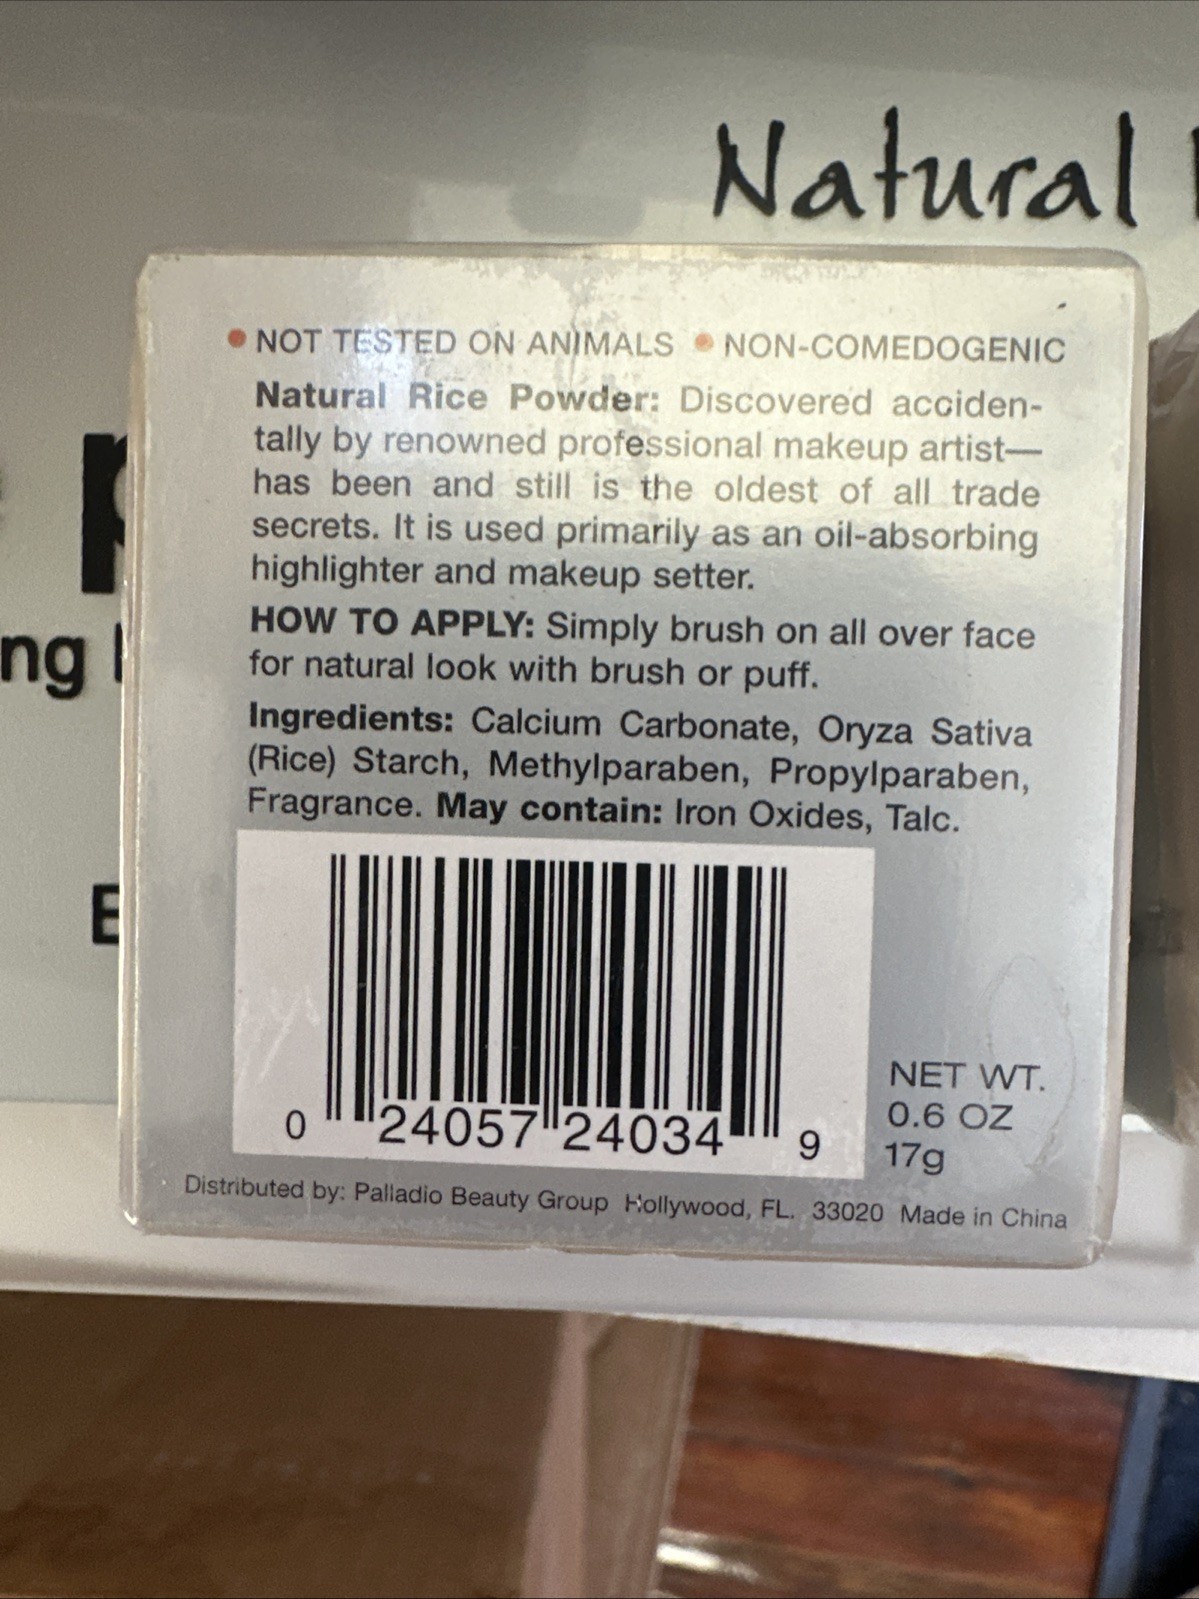 Natural
• NOT TESTED ON ANIMALS • NON-COMEDOGENIC
Natural Rice Powder: Discovered acciden-
tally by renowned professional makeup artist—
has been and still is the oldest of all trade
secrets. It is used primarily as an oil-absorbing
highlighter and makeup setter.
HOW TO APPLY: Simply brush on all over face
for natural look with brush or puff.
Ingredients: Calcium Carbonate, Oryza Sativa
(Rice) Starch, Methylparaben, Propylparaben,
Fragrance. May contain: Iron Oxides, Talc.
0 24057 24034 9
NET WT.
0.6 OZ
17g
Distributed by: Palladio Beauty Group Hollywood, FL. 33020 Made in China